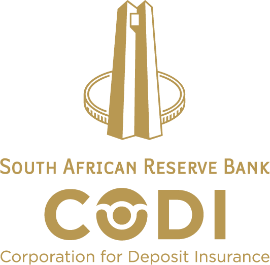 South African Reserve Bank
CODI
Corporation for Deposit Insurance